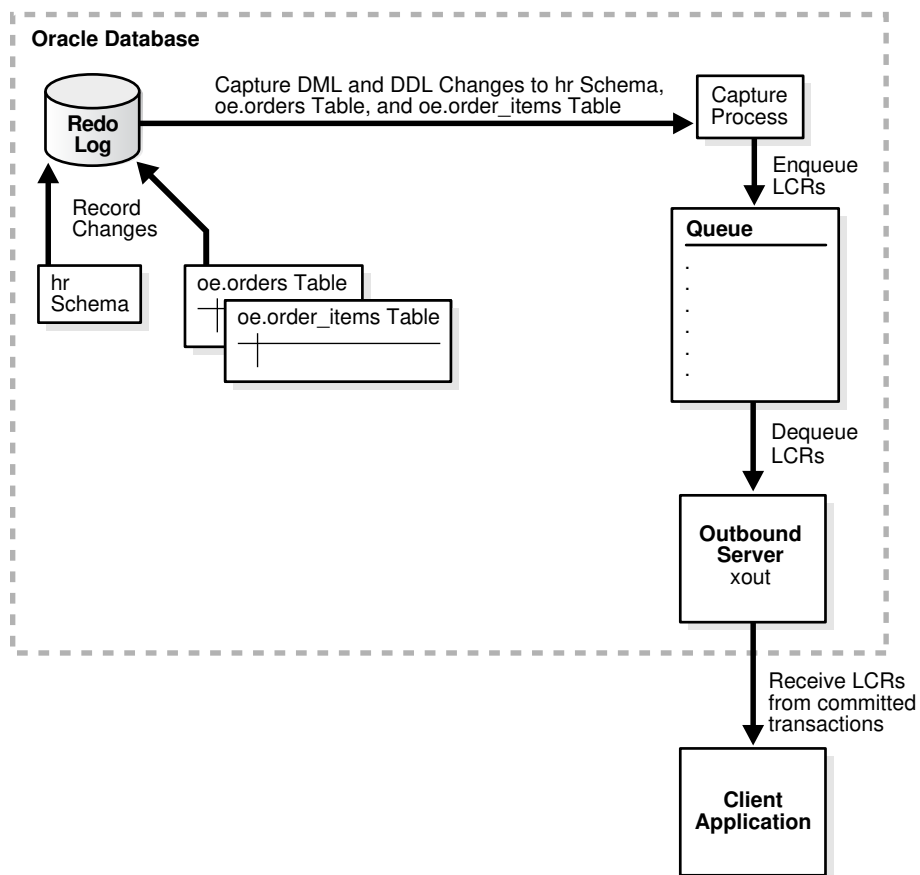 Oracle Database
Capture DML and DDL Changes to hr Schema,
oe.orders Table, and oe.order_items Table
Capture
Process
Redo
Log
Enqueue
LCRs
Record
Changes
Queue
.
.
.
.
.
.
hr
Schema
oe.orders Table
oe.order_items Table
Dequeue
LCRs
Outbound
Server
xout
Receive LCRs
from committed
transactions
Client
Application